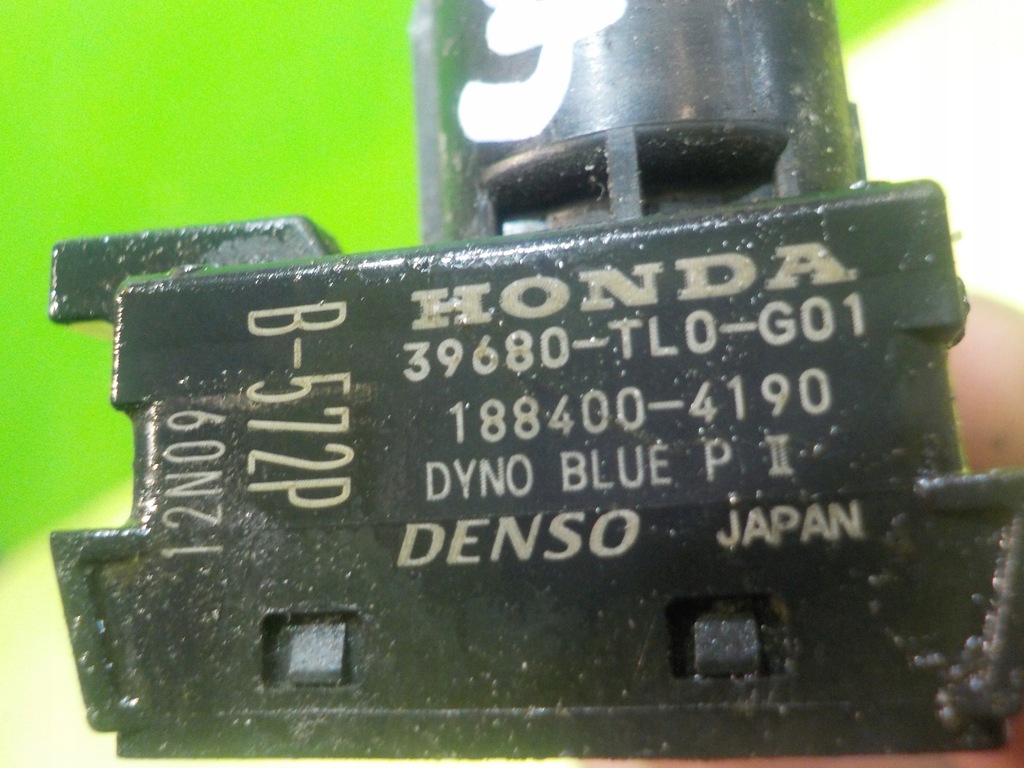 HONDA
39680-TL0-G01
188400-4190
DYNO BLUE P Ⅱ
DENSO JAPAN
B-572P
12N09